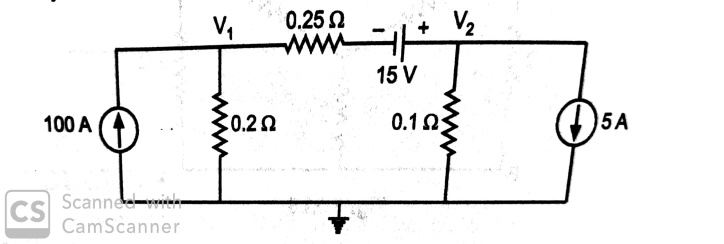 V1 0.25 Ω − + V2
15 V
100 A 0.2 Ω 0.1 Ω 5 A
CS Scanned with
CamScanner